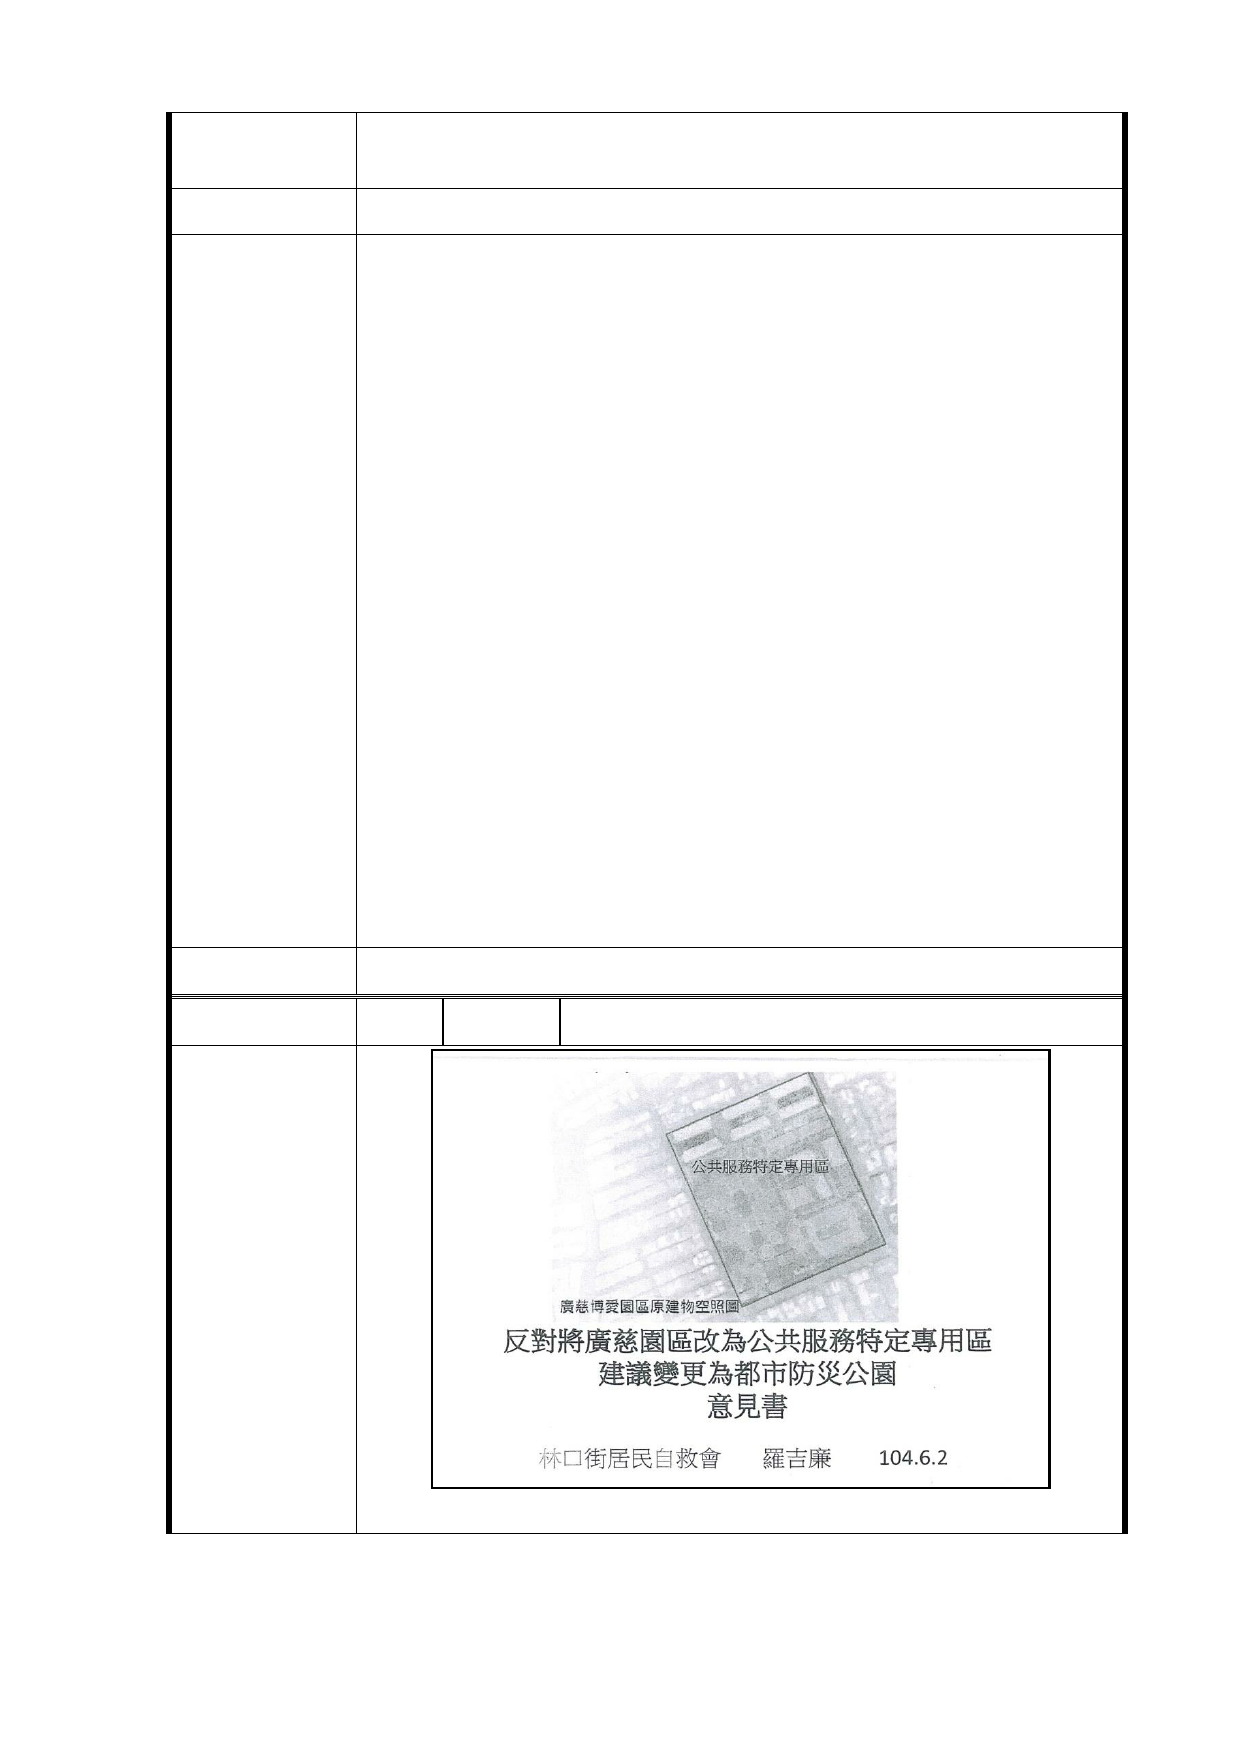 公共服務特定專用區
廣慈博愛園區原建物空照圖
反對將廣慈園區改為公共服務特定專用區
建議變更為都市防災公園
意見書
林口街居民自救會 羅吉廉 104.6.2